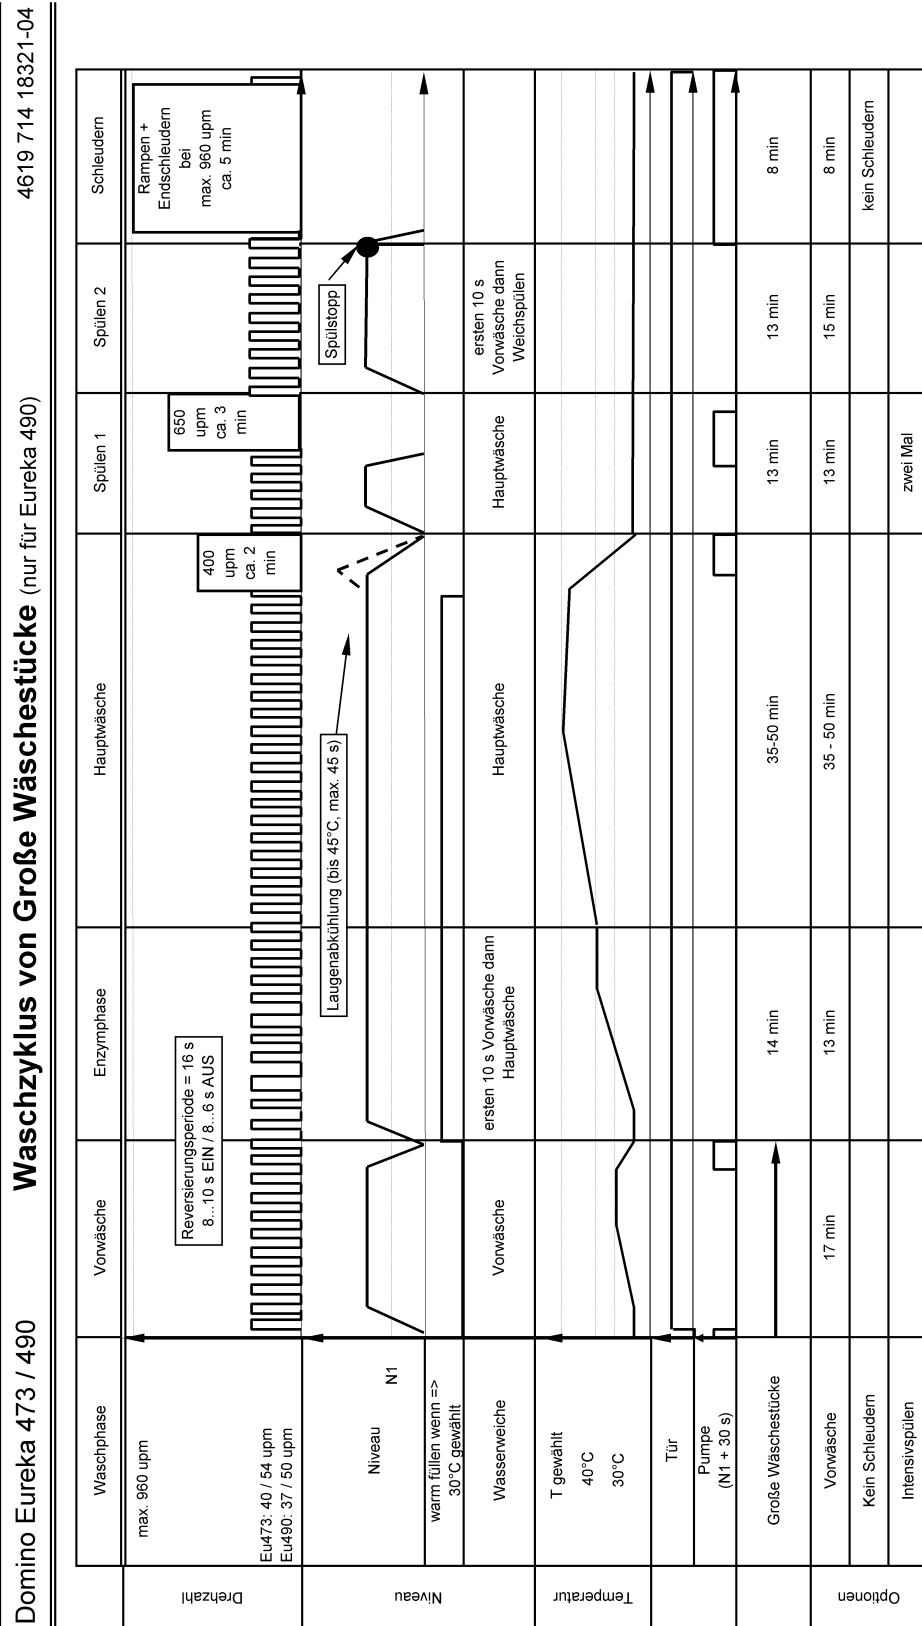 Domino Eureka 473 / 490 Waschzyklus von Große Wäschestücke (nur für Eureka 490) 4619 714 18321-04
Waschphase Vorwäsche Enzymphase Hauptwäsche Spülen 1 Spülen 2 Schleudern
Drehzahl
max. 960 upm
Eu473: 40 / 54 upm
Eu490: 37 / 50 upm
Reversierungsperiode = 16 s
8...10 s EIN / 8...6 s AUS
400
upm
ca. 2
min
650
upm
ca. 3
min
Rampen +
Endschleudern
bei
max. 960 upm
ca. 5 min
Niveau
Niveau
N1
Laugenabkühlung (bis 45°C, max. 45 s)
Spülstopp
warm füllen wenn =>
30°C gewählt
Wasserweiche Vorwäsche
ersten 10 s Vorwäsche dann
Hauptwäsche
Hauptwäsche
Hauptwäsche
ersten 10 s
Vorwäsche dann
Weichspülen
Temperatur
T gewählt
40°C
30°C
Tür
Pumpe
(N1 + 30 s)
Große Wäschestücke 14 min 35-50 min 13 min 13 min 8 min
Optionen
Vorwäsche 17 min 13 min 35 - 50 min 13 min 15 min 8 min
Kein Schleudern kein Schleudern
Intensivspülen zwei Mal